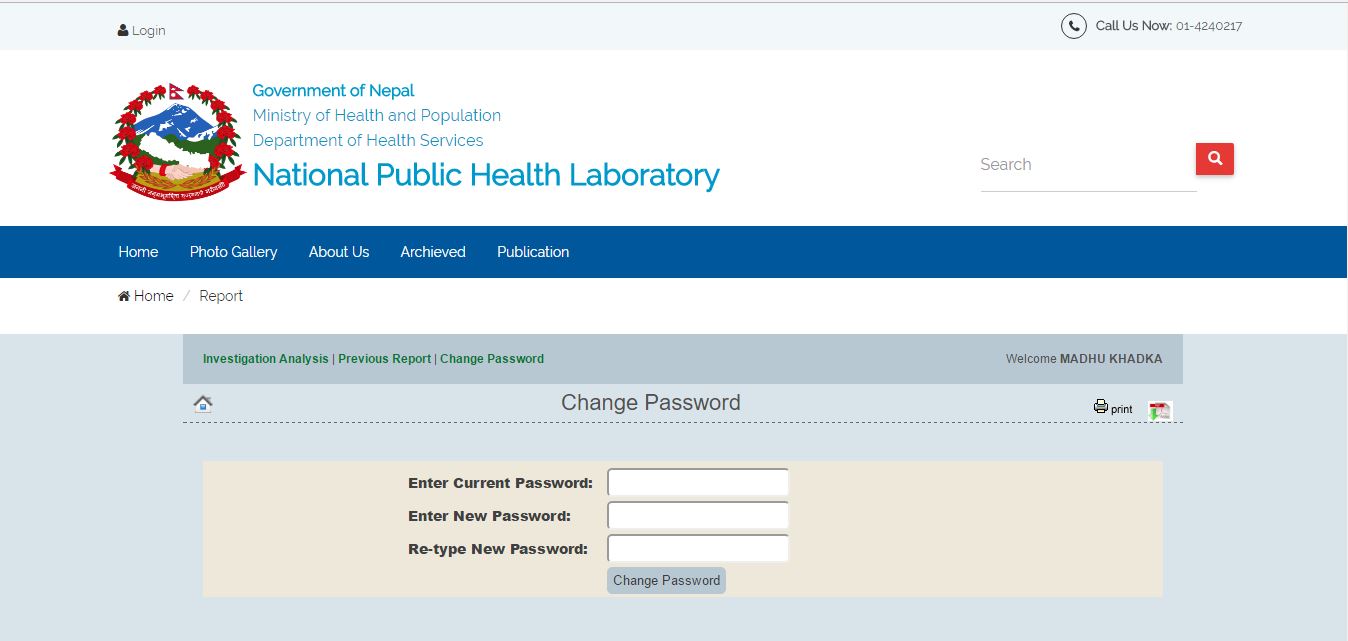 Login
Call Us Now: 01-4240217
Government of Nepal
Ministry of Health and Population
Department of Health Services
National Public Health Laboratory
Search
Home Photo Gallery About Us Archieved Publication
Home / Report
Investigation Analysis | Previous Report | Change Password
Welcome MADHU KHADKA
Change Password
print
Enter Current Password:
Enter New Password:
Re-type New Password:
Change Password